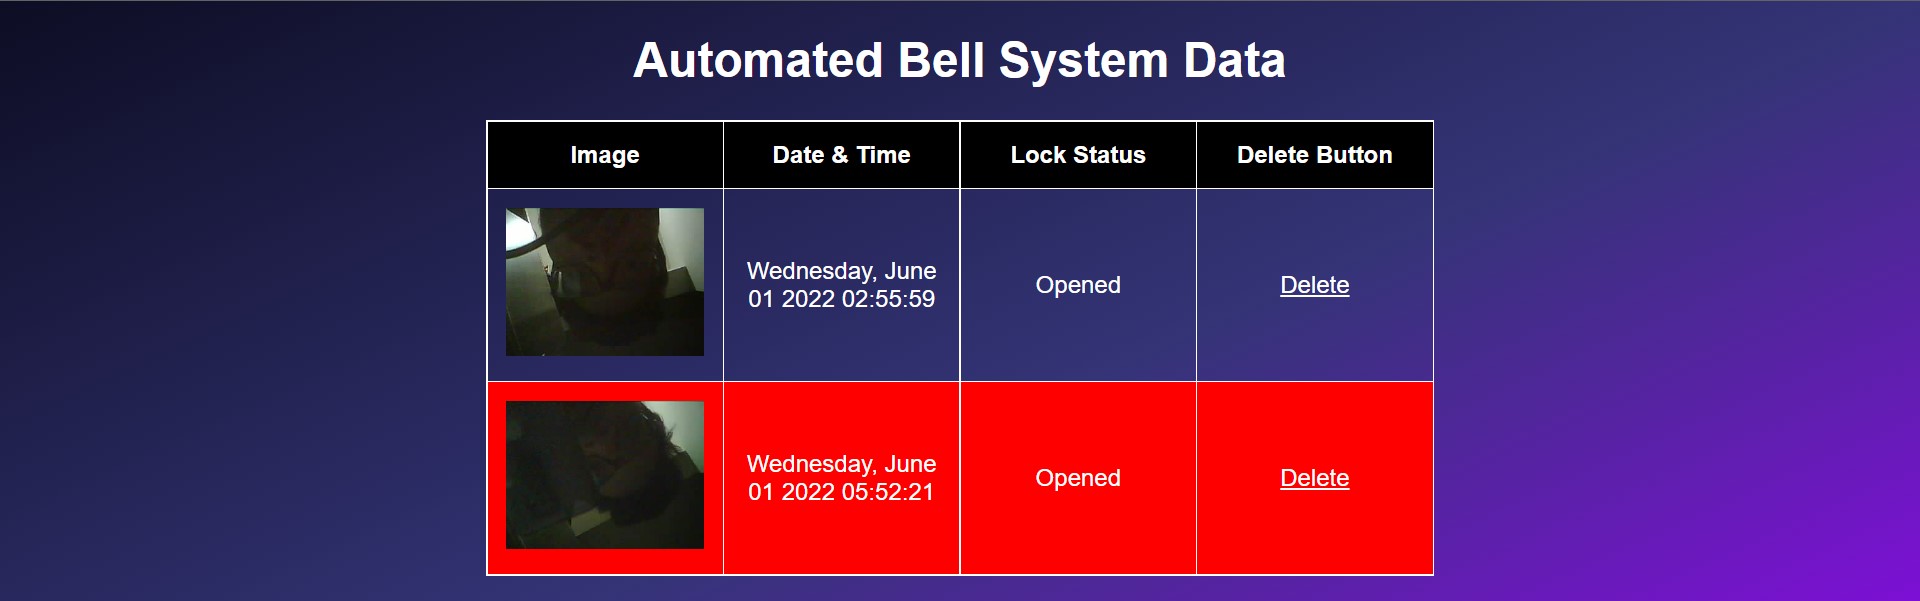 Automated Bell System Data
Image Date & Time Lock Status Delete Button
Wednesday, June
01 2022 02:55:59
Opened
Delete
Wednesday, June
01 2022 05:52:21
Opened
Delete